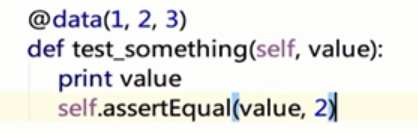 @data(1, 2, 3)
def test_something(self, value):
    print value
    self.assertEqual(value, 2)